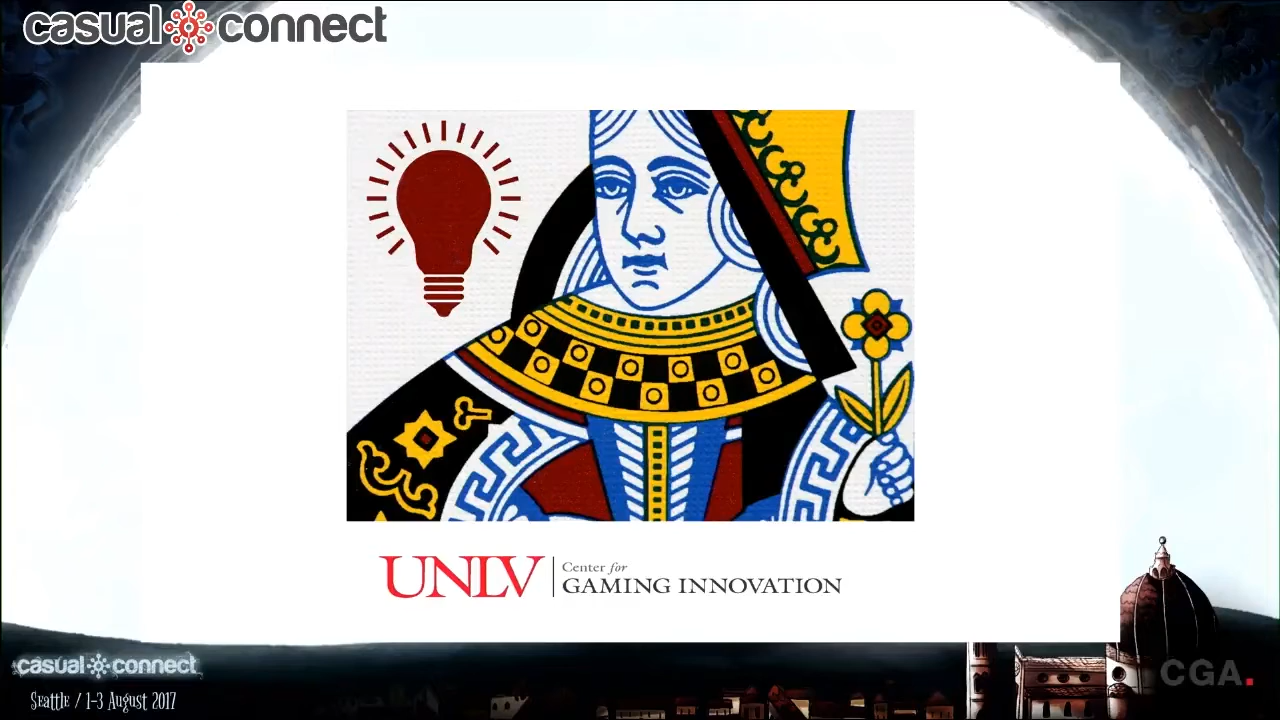 casual connect
UNLV
Center for
GAMING INNOVATION
casual connect
Seattle / 1-3 August 2017
CGA.